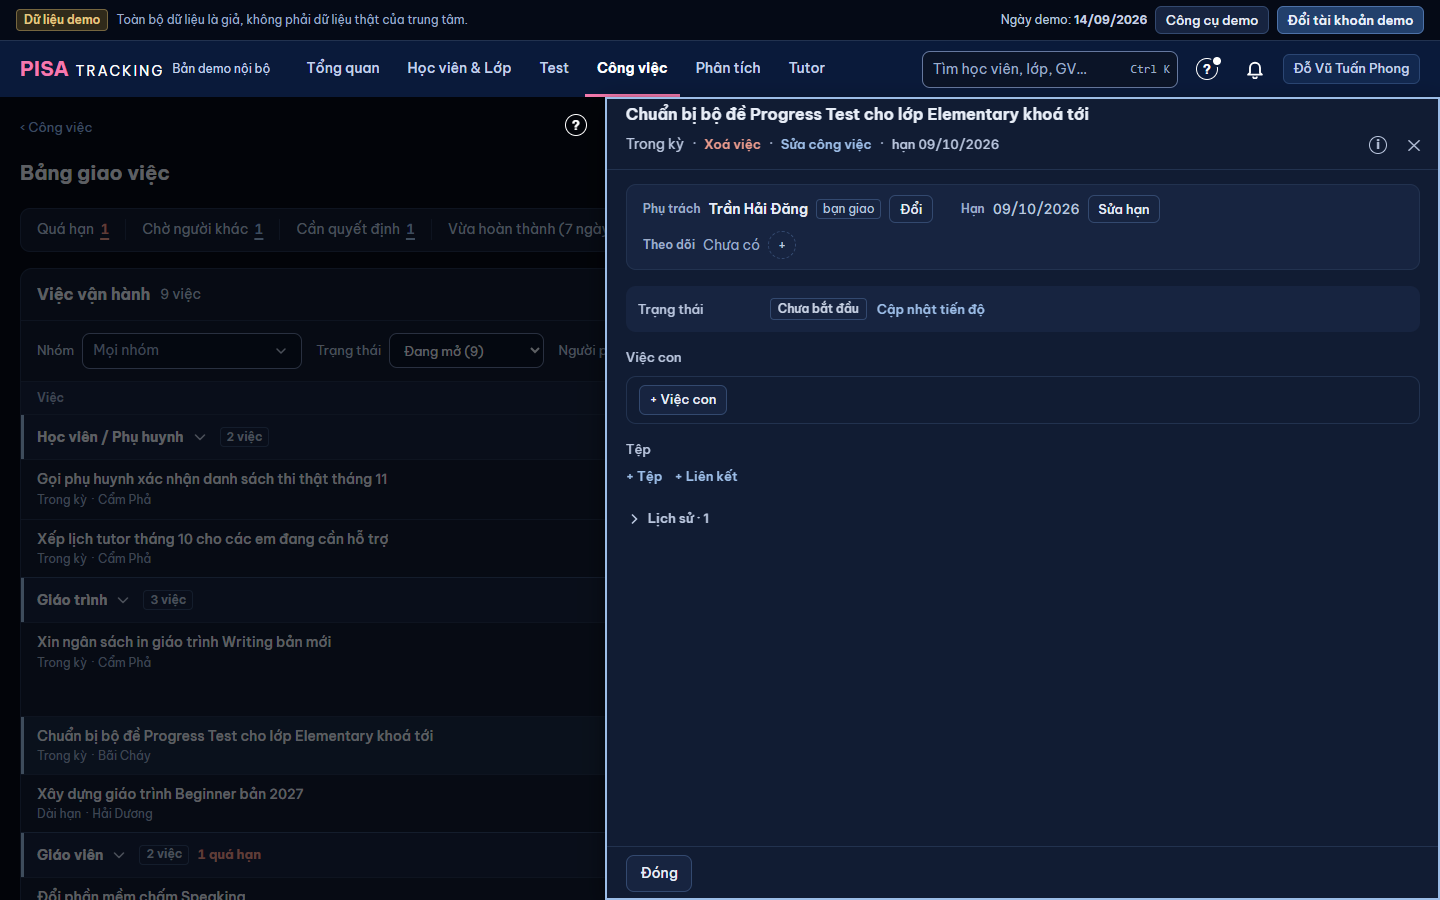 Dữ liệu demo Toàn bộ dữ liệu là giả, không phải dữ liệu thật của trung tâm. Ngày demo: 14/09/2026 Công cụ demo Đổi tài khoản demo
PISA TRACKING Bản demo nội bộ Tổng quan Học viên & Lớp Test Công việc Phân tích Tutor Tìm học viên, lớp, GV... Ctrl K ? Đỗ Vũ Tuấn Phong
‹ Công việc ?
Bảng giao việc
Quá hạn 1 Chờ người khác 1 Cần quyết định 1 Vừa hoàn thành (7 ngày
Việc vận hành 9 việc
Nhóm Mọi nhóm Trạng thái Đang mở (9) Người p
Việc
Học viên / Phụ huynh 2 việc
Gọi phụ huynh xác nhận danh sách thi thật tháng 11
Trong kỳ · Cẩm Phả
Xếp lịch tutor tháng 10 cho các em đang cần hỗ trợ
Trong kỳ · Cẩm Phả
Giáo trình 3 việc
Xin ngân sách in giáo trình Writing bản mới
Trong kỳ · Cẩm Phả
Chuẩn bị bộ đề Progress Test cho lớp Elementary khoá tới
Trong kỳ · Bãi Cháy
Xây dựng giáo trình Beginner bản 2027
Dài hạn · Hải Dương
Giáo viên 2 việc 1 quá hạn
Đổi phần mềm chấm Speaking
Chuẩn bị bộ đề Progress Test cho lớp Elementary khoá tới
Trong kỳ · Xoá việc · Sửa công việc · hạn 09/10/2026
Phụ trách Trần Hải Đăng bạn giao Đổi Hạn 09/10/2026 Sửa hạn
Theo dõi Chưa có +
Trạng thái Chưa bắt đầu Cập nhật tiến độ
Việc con
+ Việc con
Tệp
+ Tệp + Liên kết
Lịch sử · 1
Đóng